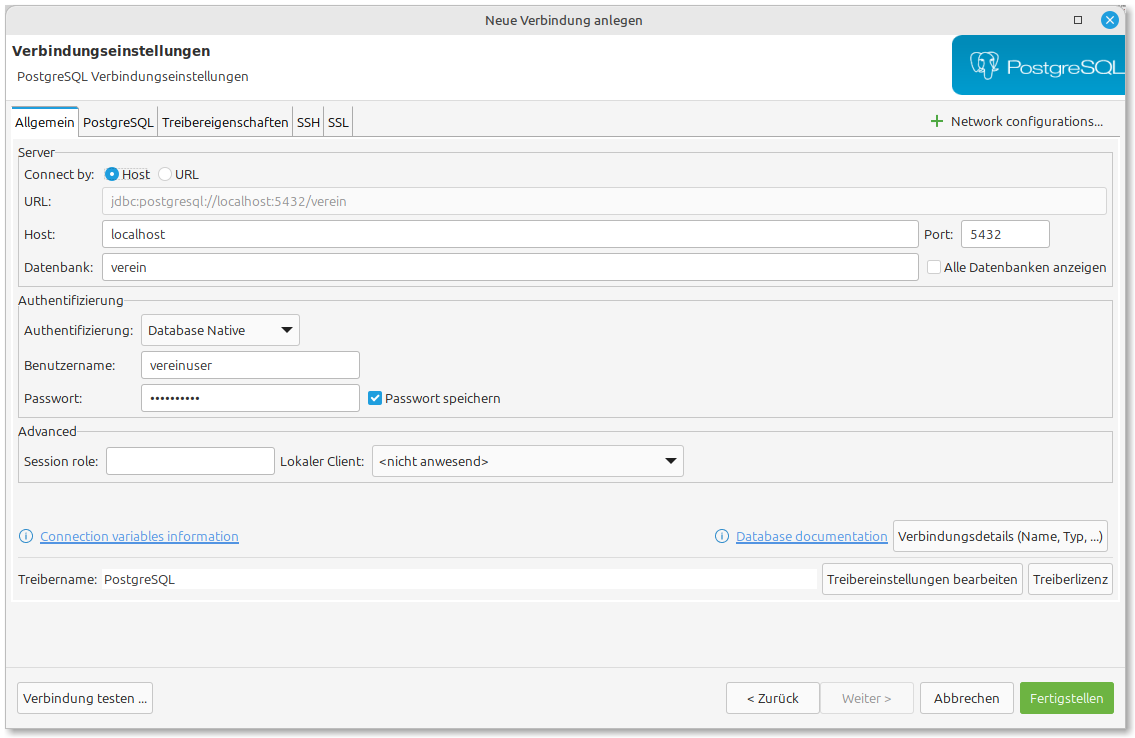 Neue Verbindung anlegen
Verbindungseinstellungen
PostgreSQL Verbindungseinstellungen
PostgreSQL
Allgemein PostgreSQL Treibereigenschaften SSH SSL
+ Network configurations...
Server
Connect by: Host URL
URL: jdbc:postgresql://localhost:5432/verein
Host: localhost Port: 5432
Datenbank: verein Alle Datenbanken anzeigen
Authentifizierung
Authentifizierung: Database Native
Benutzername: vereinuser
Passwort: •••••••••• Passwort speichern
Advanced
Session role: Lokaler Client: <nicht anwesend>
Connection variables information Database documentation Verbindungsdetails (Name, Typ, ...)
Treibername: PostgreSQL Treibereinstellungen bearbeiten Treiberlizenz
Verbindung testen ... < Zurück Weiter > Abbrechen Fertigstellen